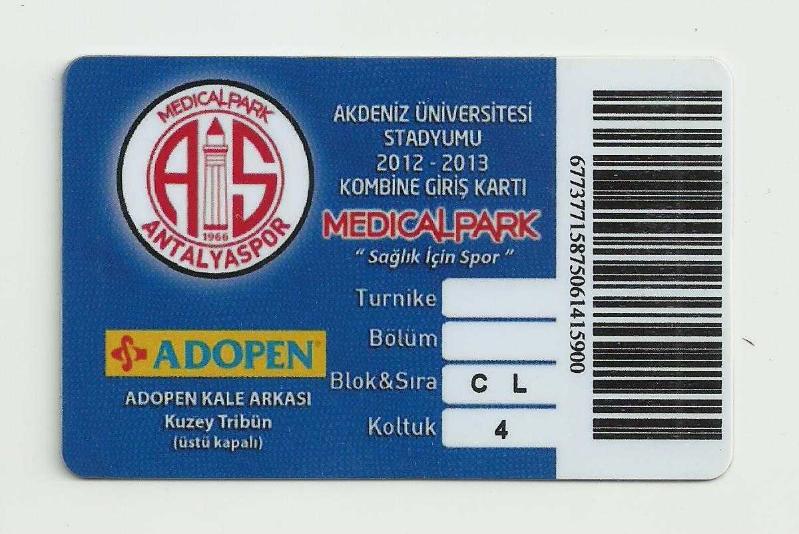 MEDICALPARK
AS
1966
ANTALYASPOR
AKDENİZ ÜNİVERSİTESİ
STADYUMU
2012 - 2013
KOMBİNE GİRİŞ KARTI
MEDICALPARK
“ Sağlık İçin Spor ”
Turnike
Bölüm
Blok&Sıra C L
Koltuk 4
ADOPEN
ADOPEN KALE ARKASI
Kuzey Tribün
(üstü kapalı)
67737715875061415900